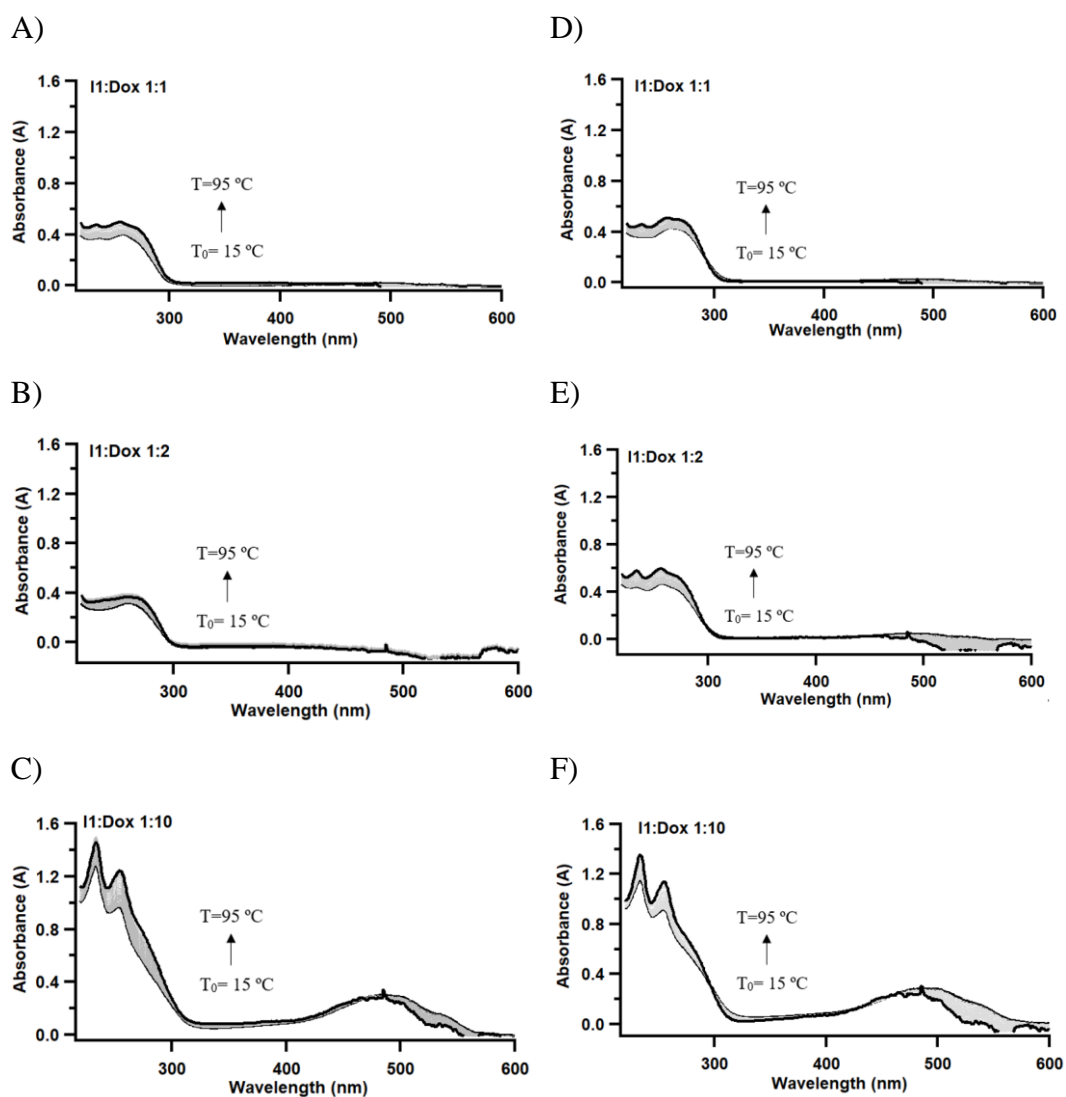 A)
I1:Dox 1:1
Absorbance (A)
1.6
1.2
0.8
0.4
0.0
T=95 ºC
T₀= 15 ºC
300
400
500
600
Wavelength (nm)
D)
I1:Dox 1:1
Absorbance (A)
1.6
1.2
0.8
0.4
0.0
T=95 ºC
T₀= 15 ºC
300
400
500
600
Wavelength (nm)
B)
I1:Dox 1:2
Absorbance (A)
1.6
1.2
0.8
0.4
0.0
T=95 ºC
T₀= 15 ºC
300
400
500
600
Wavelength (nm)
E)
I1:Dox 1:2
Absorbance (A)
1.6
1.2
0.8
0.4
0.0
T=95 ºC
T₀= 15 ºC
300
400
500
600
Wavelength (nm)
C)
I1:Dox 1:10
Absorbance (A)
1.6
1.2
0.8
0.4
0.0
T=95 ºC
T₀= 15 ºC
300
400
500
600
Wavelength (nm)
F)
I1:Dox 1:10
Absorbance (A)
1.6
1.2
0.8
0.4
0.0
T=95 ºC
T₀= 15 ºC
300
400
500
600
Wavelength (nm)